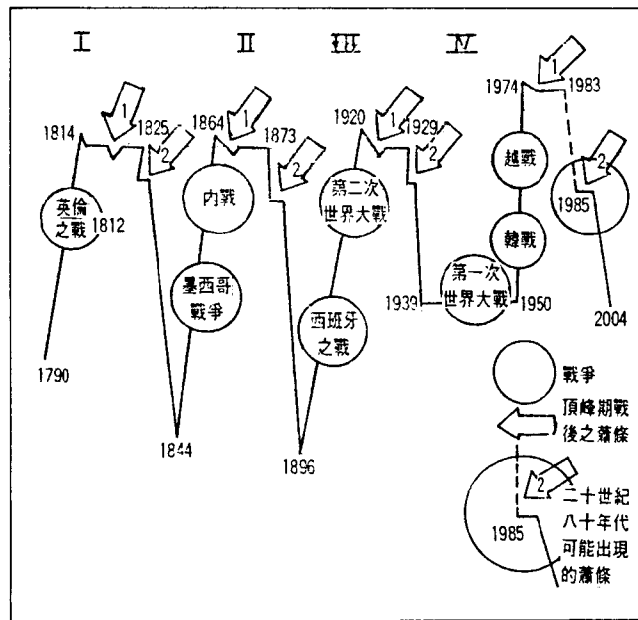 I
II
III
IV
1
1825
1814
2
1864
1
1873
2
1920
1
1929
2
1974
1
1983
2
英倫
之戰
1812
內戰
墨西哥
戰爭
第二次
世界大戰
西班牙
之戰
越戰
韓戰
1985
1939
第一次
世界大戰
1950
2004
1790
1844
1896
戰爭
頂峰期戰
後之蕭條
2
1985
二十世紀
八十年代
可能出現
的蕭條